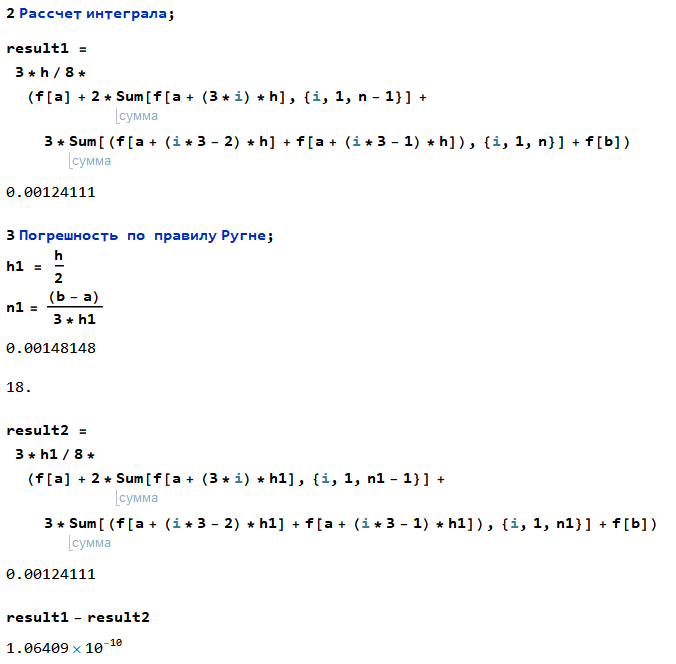 2 Рассчет интеграла;
result1 =
3 * h / 8 *
(f[a] + 2 * Sum[f[a + (3 * i) * h], {i, 1, n - 1}] +
сумма
3 * Sum[(f[a + (i * 3 - 2) * h] + f[a + (i * 3 - 1) * h]), {i, 1, n}] + f[b])
сумма
0.00124111
3 Погрешность по правилу Ругне;
h1 = h/2
n1 = (b - a)/(3 * h1)
0.00148148
18.
result2 =
3 * h1 / 8 *
(f[a] + 2 * Sum[f[a + (3 * i) * h1], {i, 1, n1 - 1}] +
сумма
3 * Sum[(f[a + (i * 3 - 2) * h1] + f[a + (i * 3 - 1) * h1]), {i, 1, n1}] + f[b])
сумма
0.00124111
result1 - result2
1.06409 × 10^-10